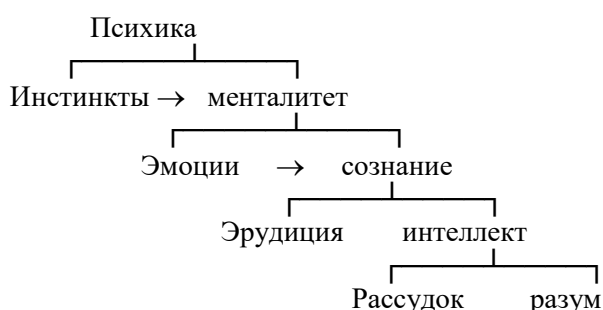 Психика
Инстинкты → менталитет
Эмоции → сознание
Эрудиция интеллект
Рассудок разум